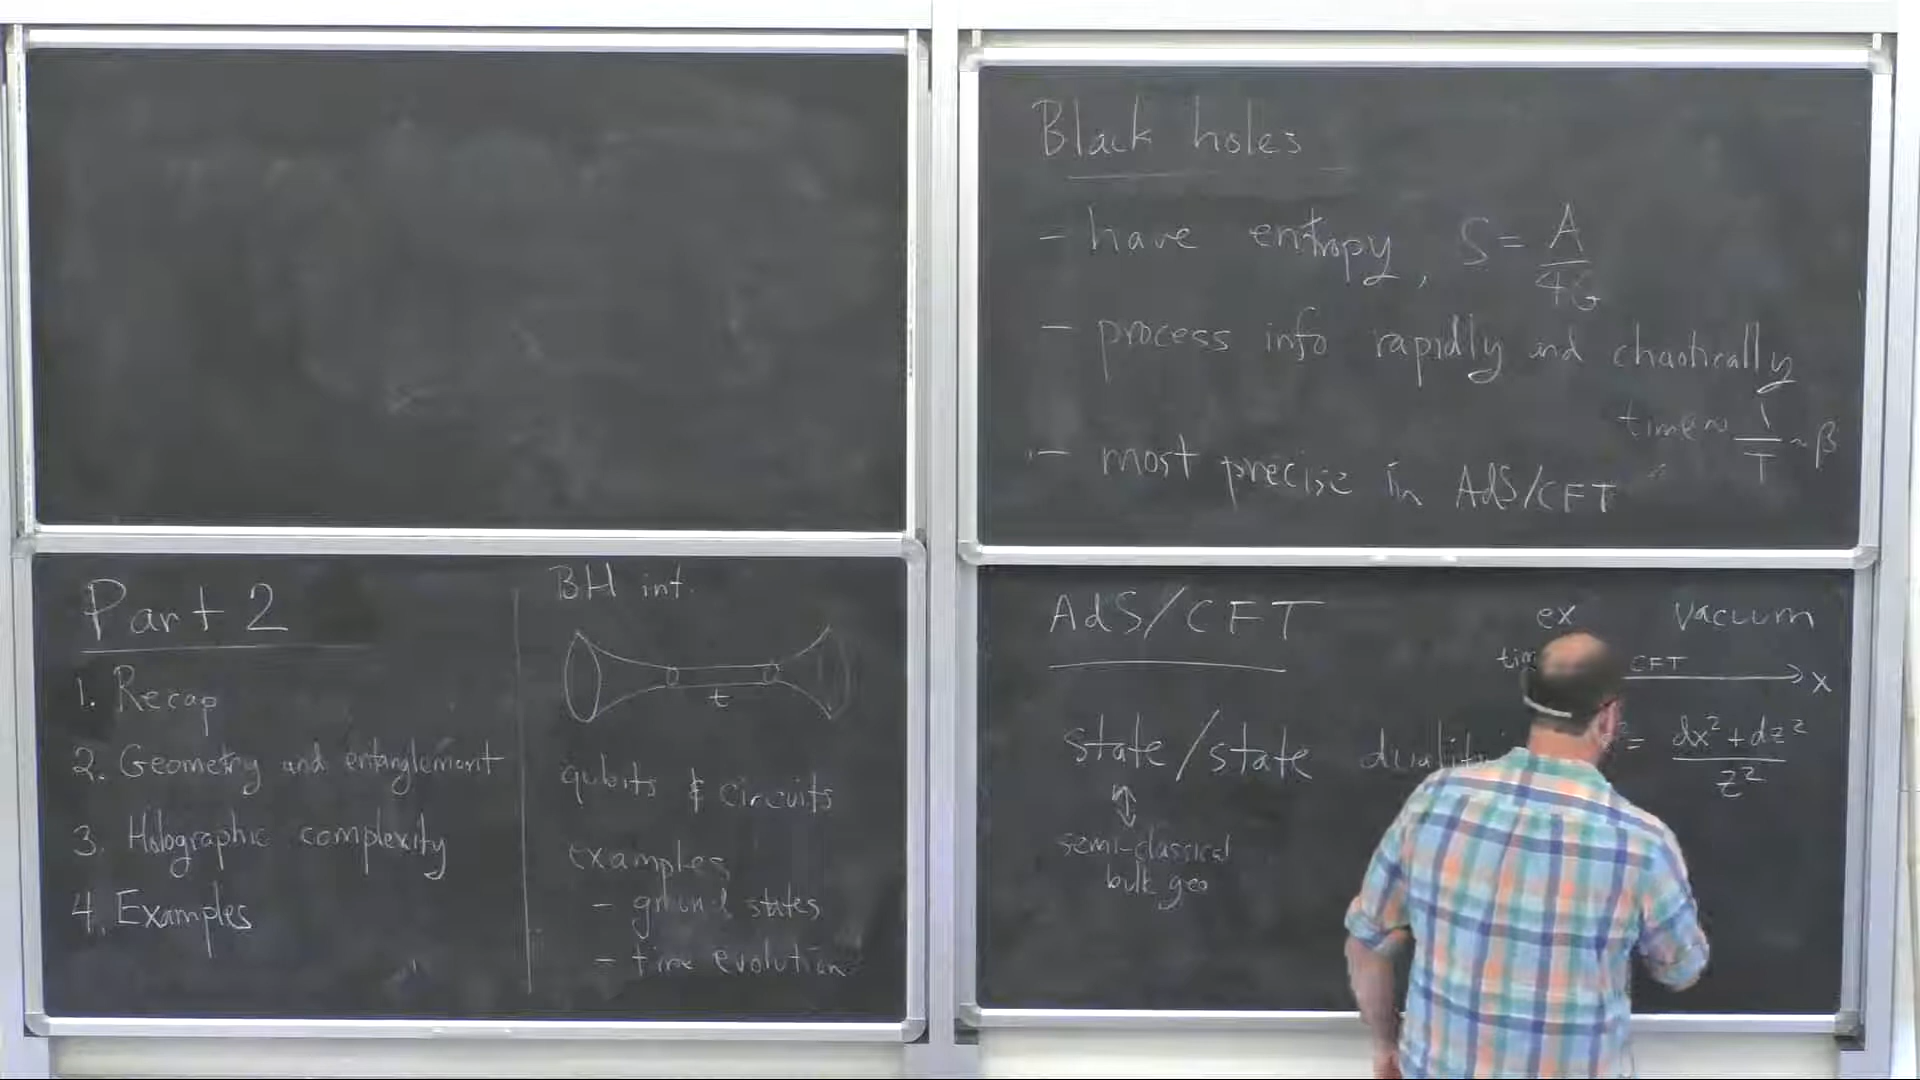 Part 2
1. Recap
2. Geometry and entanglement
3. Holographic complexity
4. Examples
BH int.
t
qubits & circuits
examples
- ground states
- time evolution
Black holes
- have entropy, S = A/4G
- process info rapidly and chaotically
time ~ 1/T ~ β
- most precise in AdS/CFT
AdS/CFT
state/state duality
semi-classical
bulk geo
ex vacuum
CFT
x
= dx² + dz² / z²